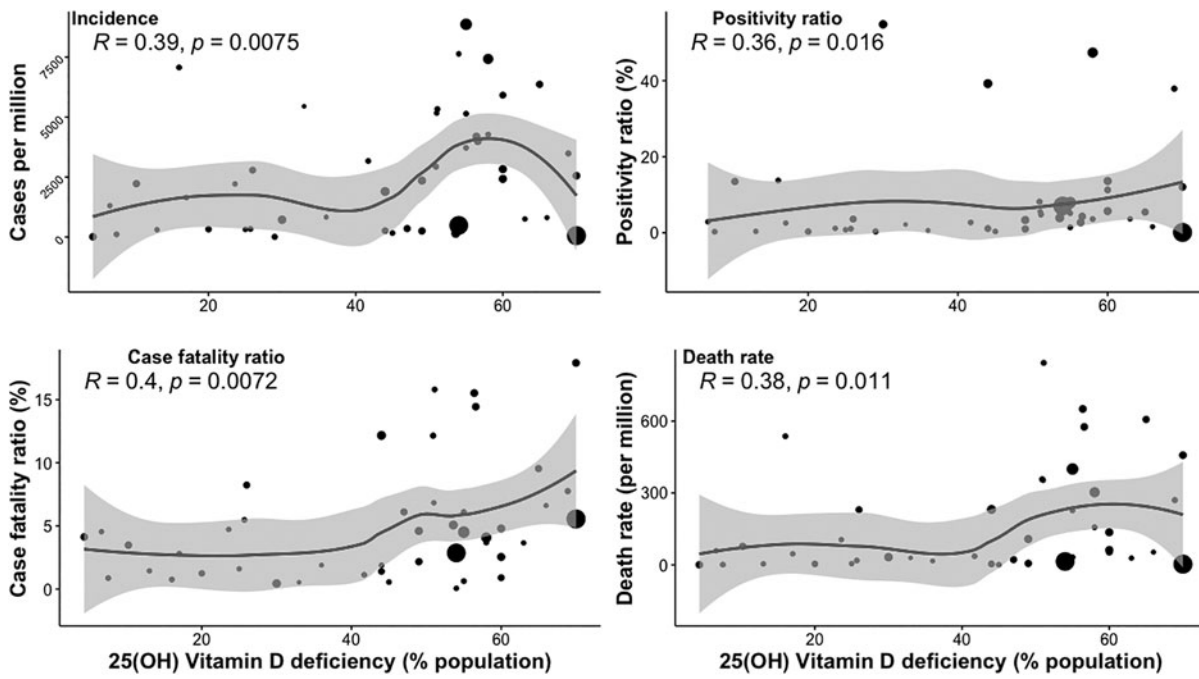 Incidence
R = 0.39, p = 0.0075
Cases per million
7500
5000
2500
0
20
40
60
Positivity ratio
R = 0.36, p = 0.016
Positivity ratio (%)
40
20
0
20
40
60
Case fatality ratio
R = 0.4, p = 0.0072
Case fatality ratio (%)
15
10
5
0
20
40
60
25(OH) Vitamin D deficiency (% population)
Death rate
R = 0.38, p = 0.011
Death rate (per million)
600
300
0
20
40
60
25(OH) Vitamin D deficiency (% population)